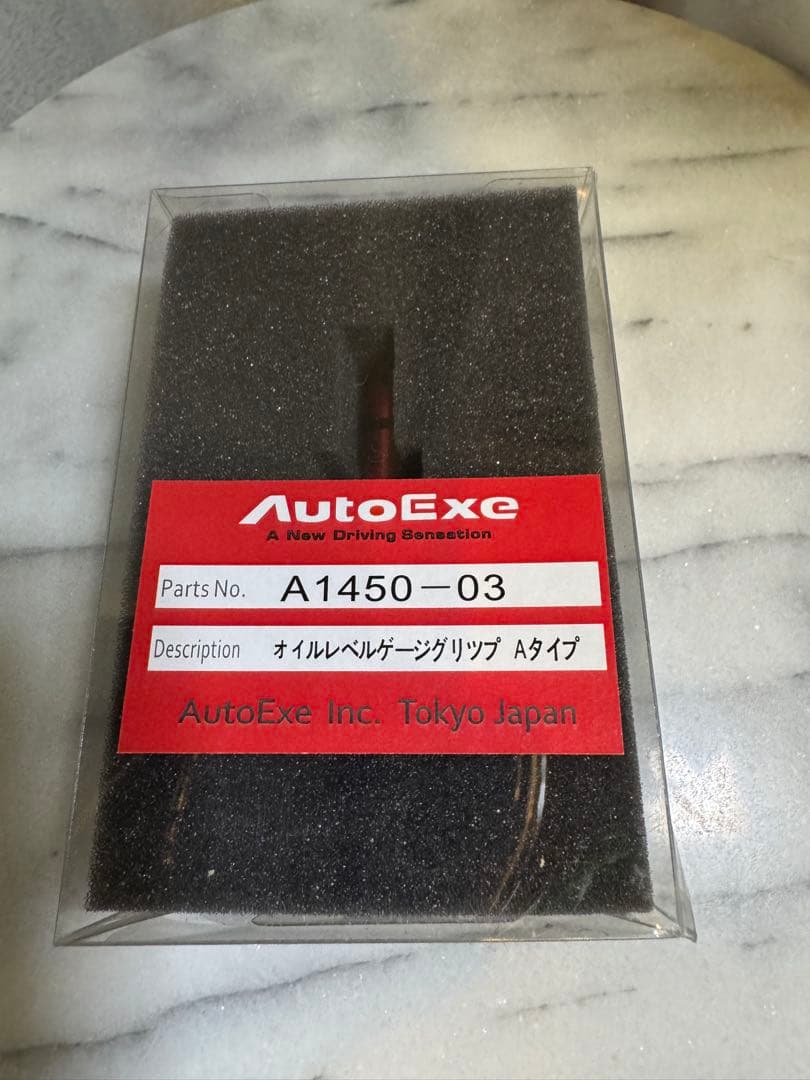 AutoExe
A New Driving Sensation
Parts No. A1450-03
Description オイルレベルゲージグリツプ Aタイプ
AutoExe Inc. Tokyo Japan